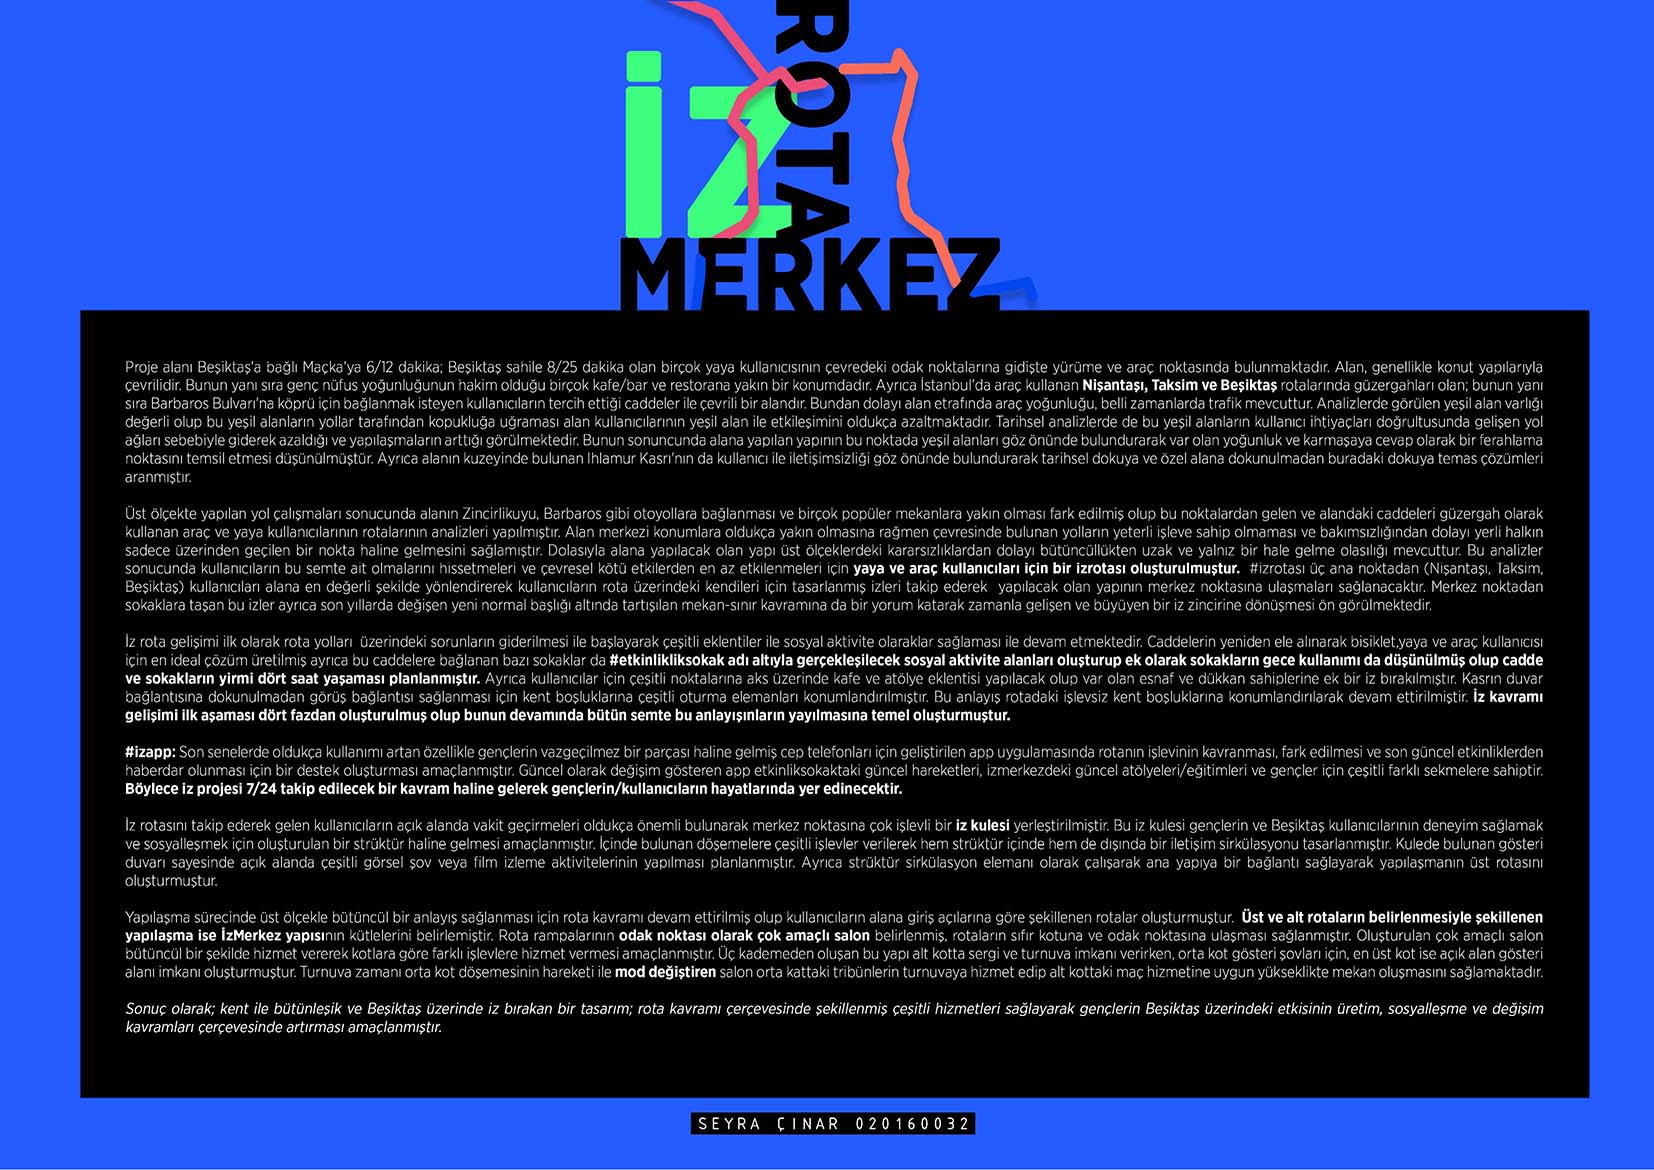 ROTA
iz
MERKEZ
Proje alanı Beşiktaş'a bağlı Maçka'ya 6/12 dakika; Beşiktaş sahile 8/25 dakika olan birçok yaya kullanıcısının çevredeki odak noktalarına gidişte yürüme ve araç noktasında bulunmaktadır. Alan, genellikle konut yapılarıyla
çevrilidir. Bunun yanı sıra genç nüfus yoğunluğunun hakim olduğu birçok kafe/bar ve restorana yakın bir konumdadır. Ayrıca İstanbul'da araç kullanan Nişantaşı, Taksim ve Beşiktaş rotalarında güzergahları olan; bunun yanı
sıra Barbaros Bulvarı'na köprü için bağlanmak isteyen kullanıcıların tercih ettiği caddeler ile çevrili bir alandır. Bundan dolayı alan etrafında araç yoğunluğu, belli zamanlarda trafik mevcuttur. Analizlerde görülen yeşil alan varlığı
değerli olup bu yeşil alanların yollar tarafından kopukluğa uğraması alan kullanıcılarının yeşil alan ile etkileşimini oldukça azaltmaktadır. Tarihsel analizlerde de bu yeşil alanların kullanıcı ihtiyaçları doğrultusunda gelişen yol
ağları sebebiyle giderek azaldığı ve yapılaşmaların arttığı görülmektedir. Bunun sonuncunda alana yapılan yapının bu noktada yeşil alanları göz önünde bulundurarak var olan yoğunluk ve karmaşaya cevap olarak bir ferahlama
noktasını temsil etmesi düşünülmüştür. Ayrıca alanın kuzeyinde bulunan Ihlamur Kasrı'nın da kullanıcı ile iletişimsizliği göz önünde bulundurarak tarihsel dokuya ve özel alana dokunulmadan buradaki dokuya temas çözümleri
aranmıştır.
Üst ölçekte yapılan yol çalışmaları sonucunda alanın Zincirlikuyu, Barbaros gibi otoyollara bağlanması ve birçok popüler mekanlara yakın olması fark edilmiş olup bu noktalardan gelen ve alandaki caddeleri güzergah olarak
kullanan araç ve yaya kullanıcılarının rotalarının analizleri yapılmıştır. Alan merkezi konumlara oldukça yakın olmasına rağmen çevresinde bulunan yolların yeterli işleve sahip olmaması ve bakımsızlığından dolayı yerli halkın
sadece üzerinden geçilen bir nokta haline gelmesini sağlamıştır. Dolasıyla alana yapılacak olan yapı üst ölçeklerdeki kararsızlıklardan dolayı bütüncüllükten uzak ve yalnız bir hale gelme olasılığı mevcuttur. Bu analizler
sonucunda kullanıcıların bu semte ait olmalarını hissetmeleri ve çevresel kötü etkilerden en az etkilenmeleri için yaya ve araç kullanıcıları için bir izrotası oluşturulmuştur. #izrotası üç ana noktadan (Nişantaşı, Taksim,
Beşiktaş) kullanıcıları alana en değerli şekilde yönlendirerek kullanıcıların rota üzerindeki kendileri için tasarlanmış izleri takip ederek yapılacak olan yapının merkez noktasına ulaşmaları sağlanacaktır. Merkez noktadan
sokaklara taşan bu izler ayrıca son yıllarda değişen yeni normal başlığı altında tartışılan mekan-sınır kavramına da bir yorum katarak zamanla gelişen ve büyüyen bir iz zincirine dönüşmesi ön görülmektedir.
İz rota gelişimi ilk olarak rota yolları üzerindeki sorunların giderilmesi ile başlayarak çeşitli eklentiler ile sosyal aktivite olaraklar sağlaması ile devam etmektedir. Caddelerin yeniden ele alınarak bisiklet,yaya ve araç kullanıcısı
için en ideal çözüm üretilmiş ayrıca bu caddelere bağlanan bazı sokaklar da #etkinlikliksokak adı altıyla gerçekleşilecek sosyal aktivite alanları oluşturup ek olarak sokakların gece kullanımı da düşünülmüş olup cadde
ve sokakların yirmi dört saat yaşaması planlanmıştır. Ayrıca kullanıcılar için çeşitli noktalarına aks üzerinde kafe ve atölye eklentisi yapılacak olup var olan esnaf ve dükkan sahiplerine ek bir iz bırakılmıştır. Kasrın duvar
bağlantısına dokunulmadan görüş bağlantısı sağlanması için kent boşluklarına çeşitli oturma elemanları konumlandırılmıştır. Bu anlayış rotadaki işlevsiz kent boşluklarına konumlandırılarak devam ettirilmiştir. İz kavramı
gelişimi ilk aşaması dört fazdan oluşturulmuş olup bunun devamında bütün semte bu anlayışınların yayılmasına temel oluşturmuştur.
#izapp: Son senelerde oldukça kullanımı artan özellikle gençlerin vazgeçilmez bir parçası haline gelmiş cep telefonları için geliştirilen app uygulamasında rotanın işlevinin kavranması, fark edilmesi ve son güncel etkinliklerden
haberdar olunması için bir destek oluşturması amaçlanmıştır. Güncel olarak değişim gösteren app etkinliksokaktaki güncel hareketleri, izmerkezdeki güncel atölyeleri/eğitimleri ve gençler için çeşitli farklı sekmelere sahiptir.
Böylece iz projesi 7/24 takip edilecek bir kavram haline gelerek gençlerin/kullanıcıların hayatlarında yer edinecektir.
İz rotasını takip ederek gelen kullanıcıların açık alanda vakit geçirmeleri oldukça önemli bulunarak merkez noktasına çok işlevli bir iz kulesi yerleştirilmiştir. Bu iz kulesi gençlerin ve Beşiktaş kullanıcılarının deneyim sağlamak
ve sosyalleşmek için oluşturulan bir strüktür haline gelmesi amaçlanmıştır. İçinde bulunan döşemelere çeşitli işlevler verilerek hem strüktür içinde hem de dışında bir iletişim sirkülasyonu tasarlanmıştır. Kulede bulunan gösteri
duvarı sayesinde açık alanda çeşitli görsel şov veya film izleme aktivitelerinin yapılması planlanmıştır. Ayrıca strüktür sirkülasyon elemanı olarak çalışarak ana yapıya bir bağlantı sağlayarak yapılaşmanın üst rotasını
oluşturmuştur.
Yapılaşma sürecinde üst ölçekle bütüncül bir anlayış sağlanması için rota kavramı devam ettirilmiş olup kullanıcıların alana giriş açılarına göre şekillenen rotalar oluşturmuştur. Üst ve alt rotaların belirlenmesiyle şekillenen
yapılaşma ise İzMerkez yapısının kütlelerini belirlemiştir. Rota rampalarının odak noktası olarak çok amaçlı salon belirlenmiş, rotaların sıfır kotuna ve odak noktasına ulaşması sağlanmıştır. Oluşturulan çok amaçlı salon
bütüncül bir şekilde hizmet vererek kotlara göre farklı işlevlere hizmet vermesi amaçlanmıştır. Üç kademeden oluşan bu yapı alt kotta sergi ve turnuva imkanı verirken, orta kot gösteri şovları için, en üst kot ise açık alan gösteri
alanı imkanı oluşturmuştur. Turnuva zamanı orta kot döşemesinin hareketi ile mod değiştiren salon orta kattaki tribünlerin turnuvaya hizmet edip alt kottaki maç hizmetine uygun yükseklikte mekan oluşmasını sağlamaktadır.
Sonuç olarak; kent ile bütünleşik ve Beşiktaş üzerinde iz bırakan bir tasarım; rota kavramı çerçevesinde şekillenmiş çeşitli hizmetleri sağlayarak gençlerin Beşiktaş üzerindeki etkisinin üretim, sosyalleşme ve değişim
kavramları çerçevesinde artırması amaçlanmıştır.
SEYRA ÇINAR 020160032